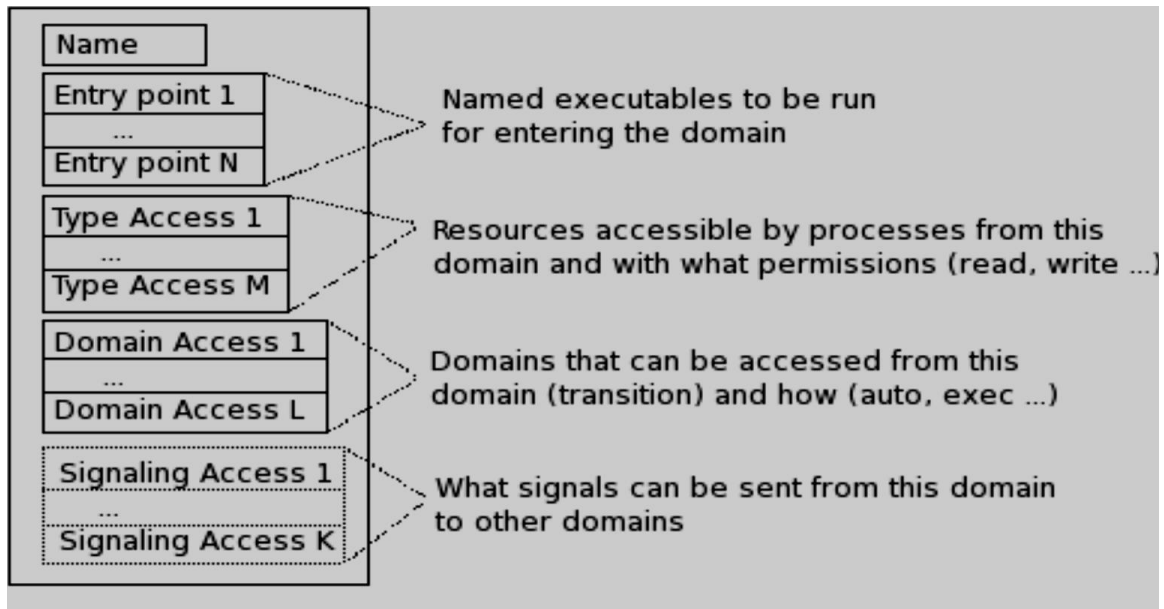 Name
Entry point 1
...
Entry point N
Named executables to be run
for entering the domain
Type Access 1
...
Type Access M
Resources accessible by processes from this
domain and with what permissions (read, write ...)
Domain Access 1
...
Domain Access L
Domains that can be accessed from this
domain (transition) and how (auto, exec ...)
Signaling Access 1
...
Signaling Access K
What signals can be sent from this domain
to other domains